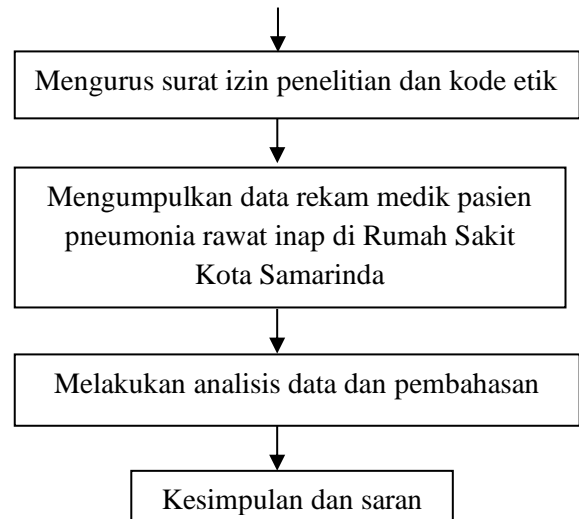 Mengurus surat izin penelitian dan kode etik
Mengumpulkan data rekam medik pasien
pneumonia rawat inap di Rumah Sakit
Kota Samarinda
Melakukan analisis data dan pembahasan
Kesimpulan dan saran